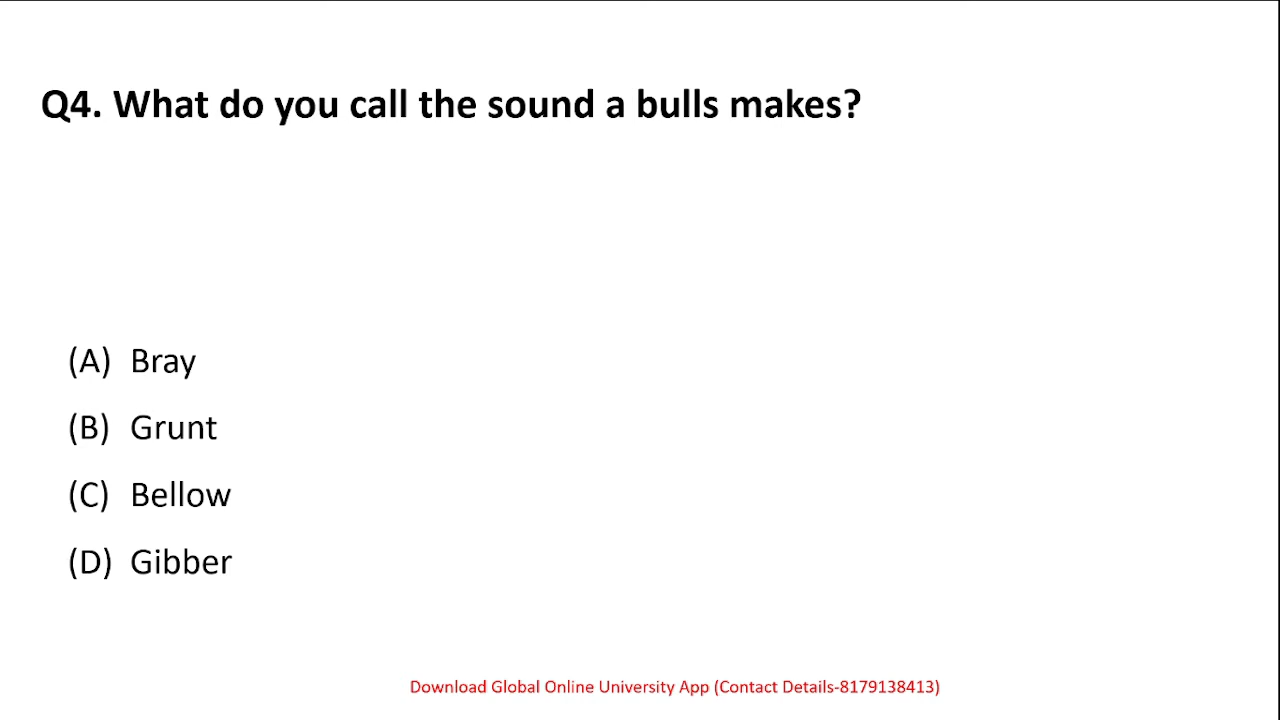 Q4. What do you call the sound a bulls makes?
(A) Bray
(B) Grunt
(C) Bellow
(D) Gibber
Download Global Online University App (Contact Details-8179138413)